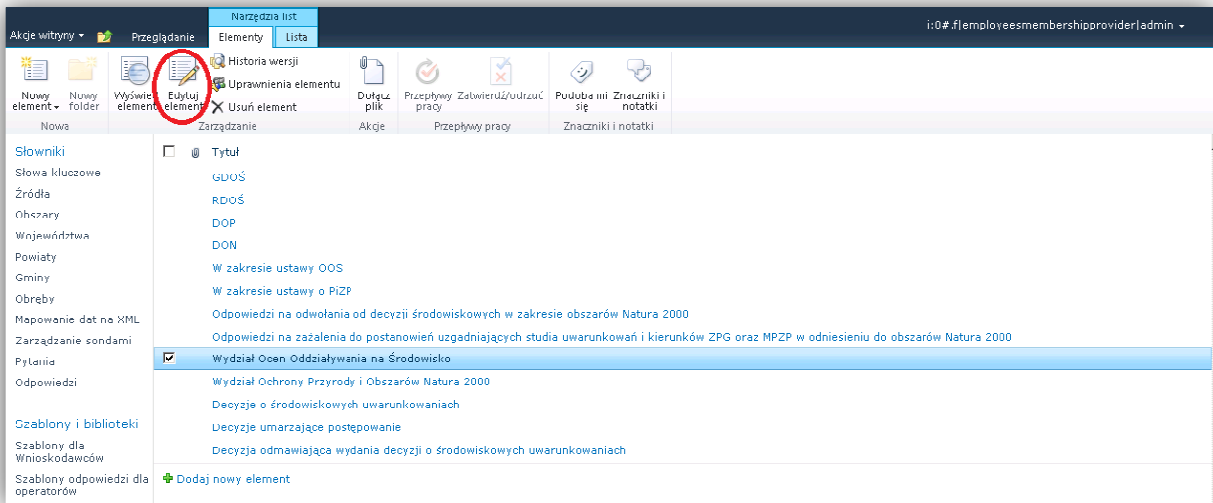 Narzędzia list
i:0#.f|employeesmembershipprovider|admin
Akcje witryny
Przeglądanie
Elementy
Lista
Nowy element
Nowy folder
Wyświetl element
Edytuj element
Historia wersji
Uprawnienia elementu
Usuń element
Dołącz plik
Przepływy pracy
Zatwierdź/odrzuć
Podoba mi się
Znaczniki i notatki
Nowa
Zarządzanie
Akcje
Przepływy pracy
Znaczniki i notatki
Słowniki
Słowa kluczowe
Źródła
Obszary
Województwa
Powiaty
Gminy
Obręby
Mapowanie dat na XML
Zarządzanie sondami
Pytania
Odpowiedzi
Szablony i biblioteki
Szablony dla
Wnioskodawców
Szablony odpowiedzi dla
operatorów
Tytuł
GDOŚ
RDOŚ
DOP
DON
W zakresie ustawy OOS
W zakresie ustawy o PiZP
Odpowiedzi na odwołania od decyzji środowiskowych w zakresie obszarów Natura 2000
Odpowiedzi na zażalenia do postanowień uzgadniających studia uwarunkowań i kierunków ZPG oraz MPZP w odniesieniu do obszarów Natura 2000
Wydział Ocen Oddziaływania na Środowisko
Wydział Ochrony Przyrody i Obszarów Natura 2000
Decyzje o środowiskowych uwarunkowaniach
Decyzje umarzające postępowanie
Decyzja odmawiająca wydania decyzji o środowiskowych uwarunkowaniach
Dodaj nowy element